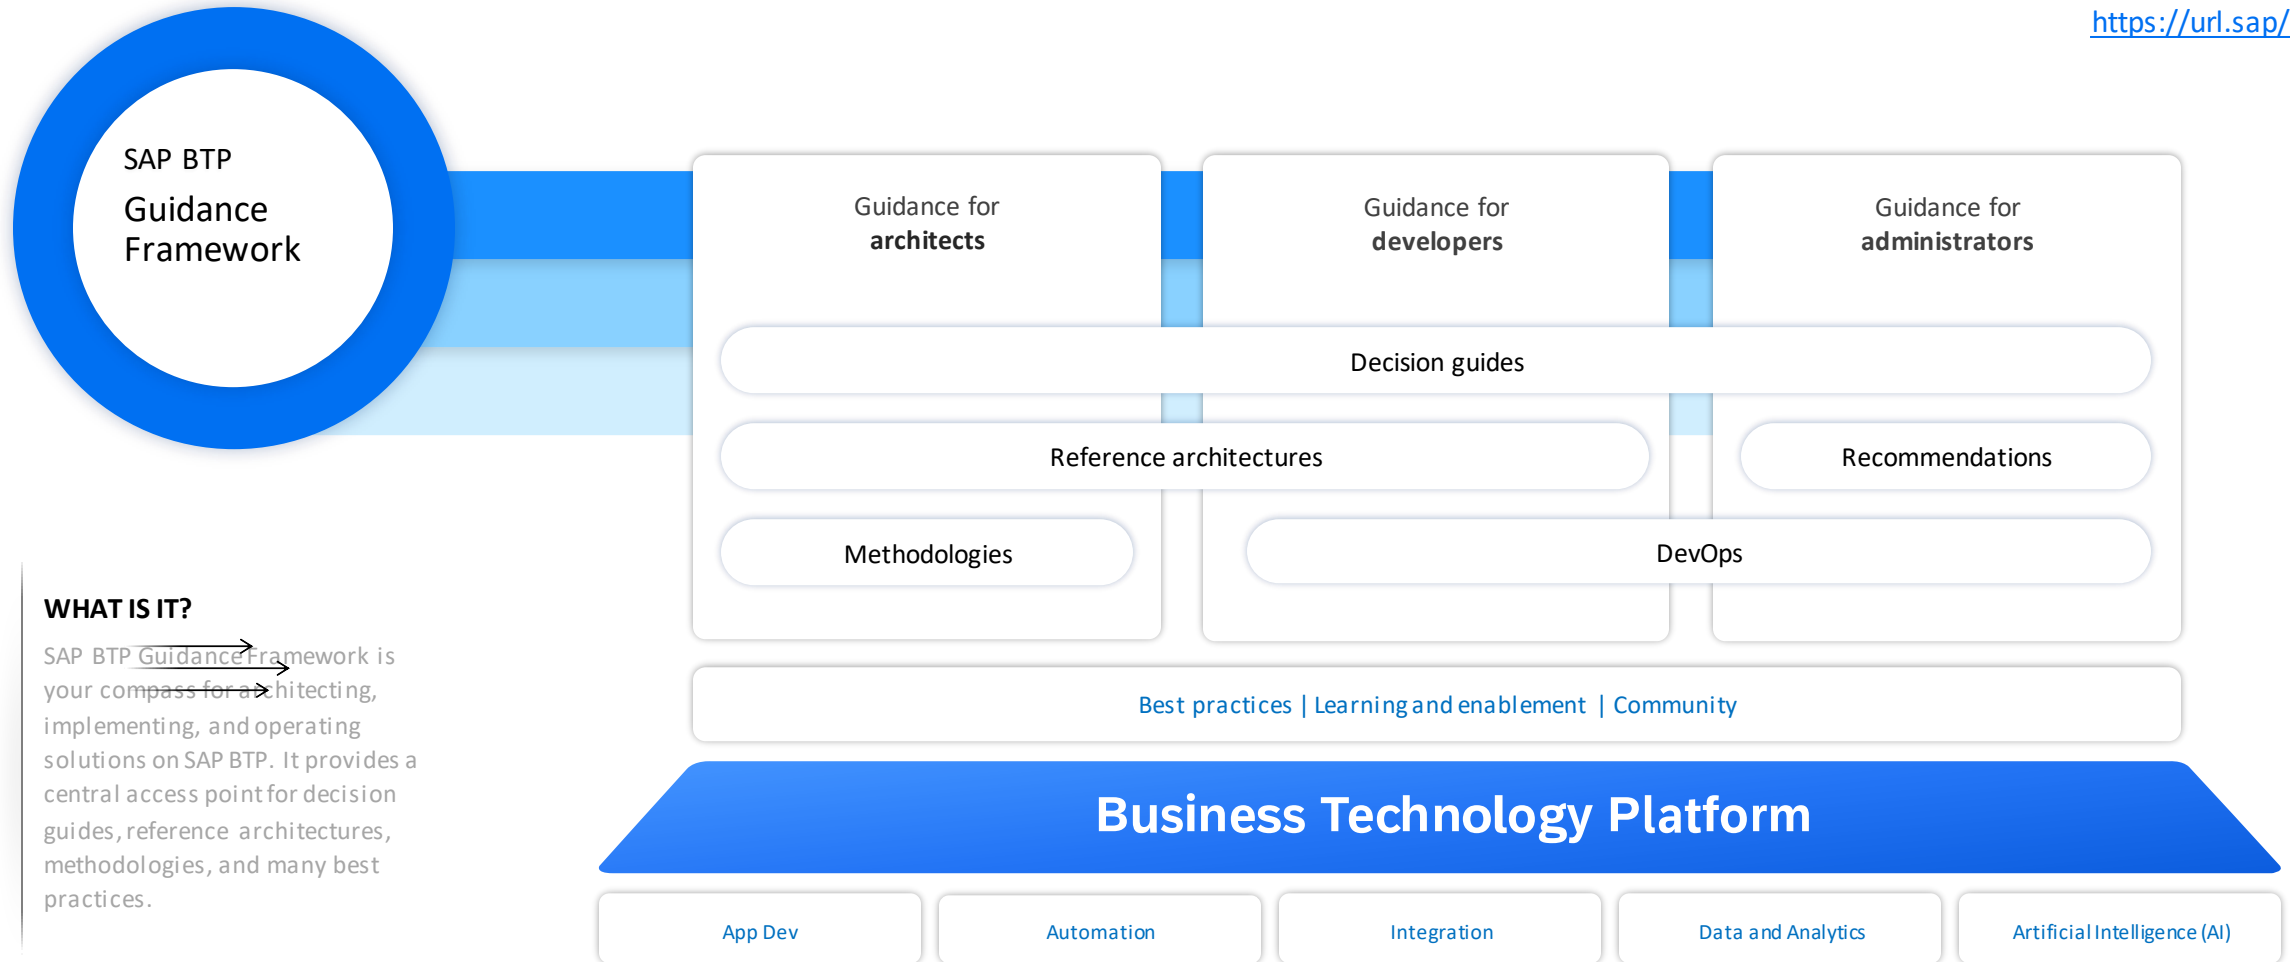 https://url.sap/
SAP BTP
Guidance
Framework
Guidance for
architects
Guidance for
developers
Guidance for
administrators
Decision guides
Reference architectures
Recommendations
Methodologies
DevOps
WHAT IS IT?
SAP BTP Guidance Framework is
your compass for architecting,
implementing, and operating
solutions on SAP BTP. It provides a
central access point for decision
guides, reference architectures,
methodologies, and many best
practices.
Best practices | Learning and enablement | Community
Business Technology Platform
App Dev
Automation
Integration
Data and Analytics
Artificial Intelligence (AI)